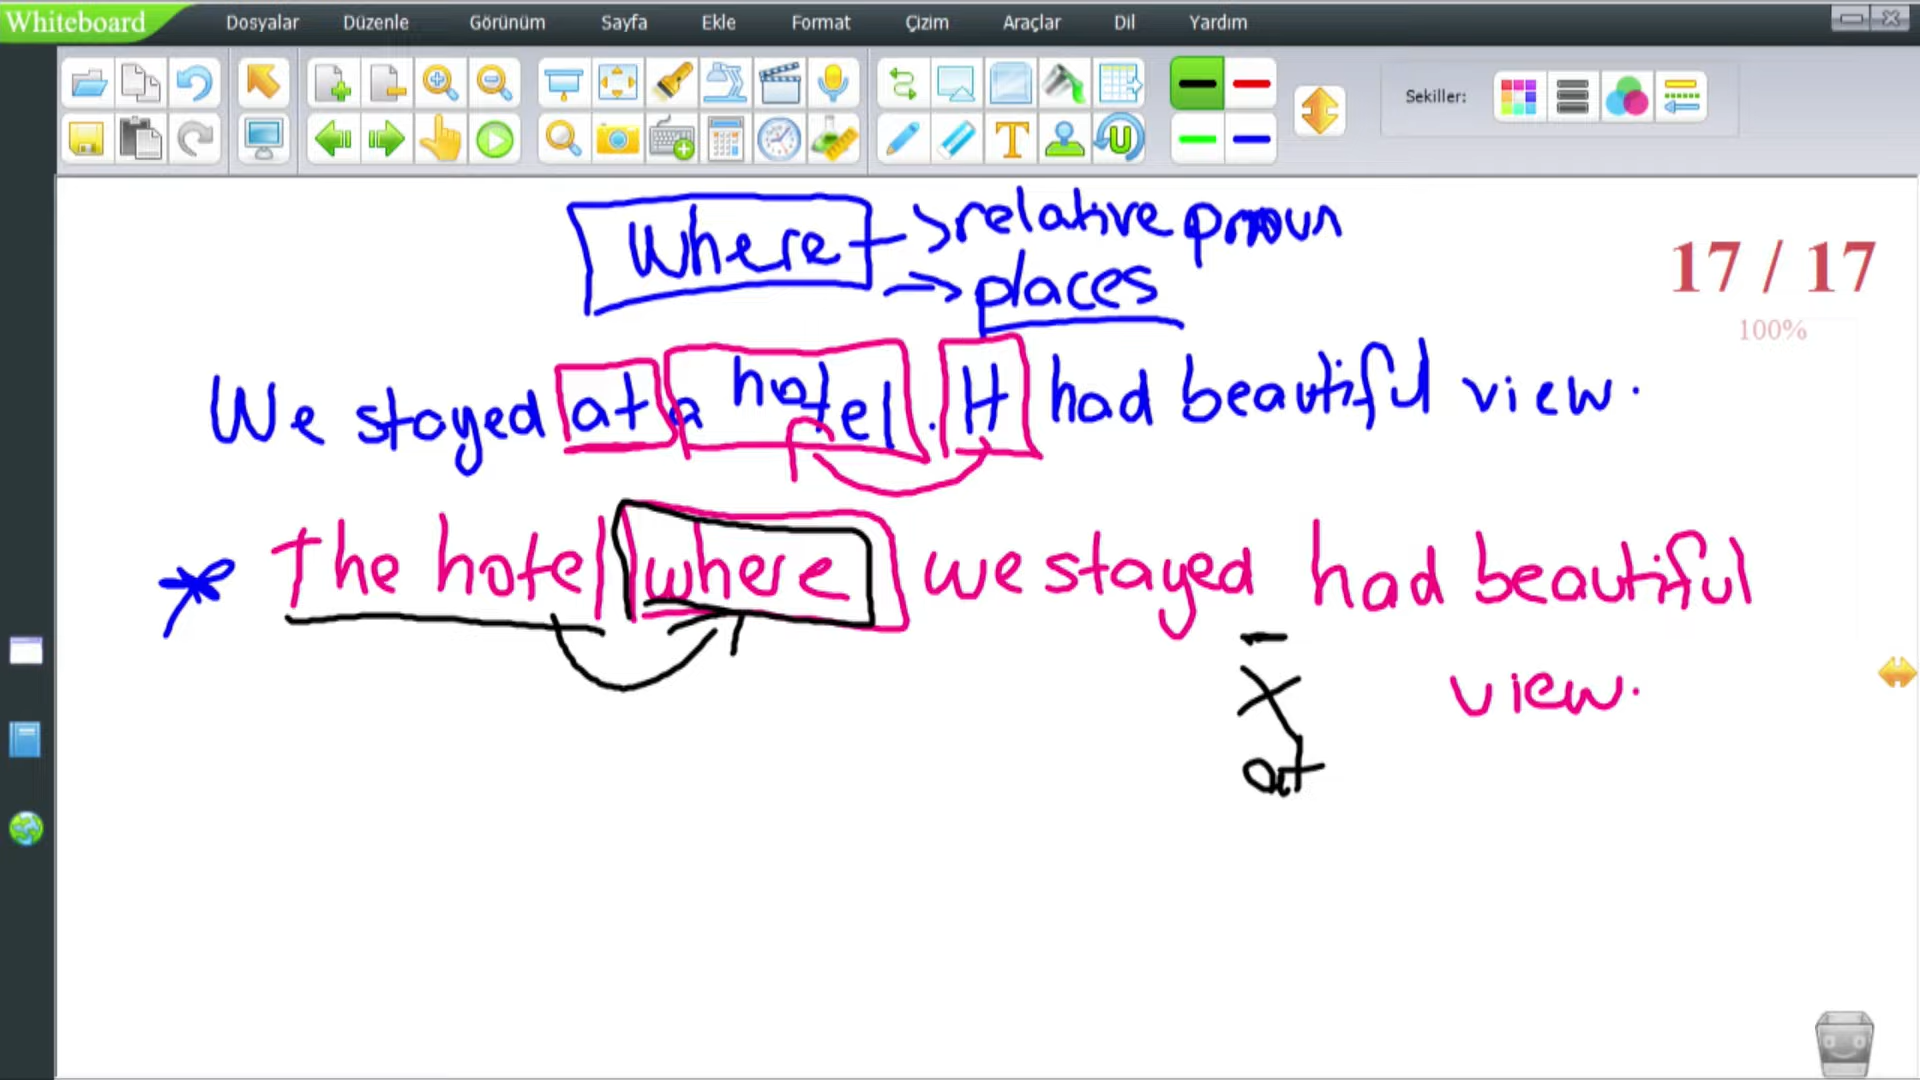 Whiteboard Dosyalar Düzenle Görünüm Sayfa Ekle Format Çizim Araçlar Dil Yardım
Şekiller:
Where → relative pronoun
→ places
17 / 17
100%
We stayed at a hotel. It had beautiful view.
* The hotel where we stayed had beautiful
view.
X
at